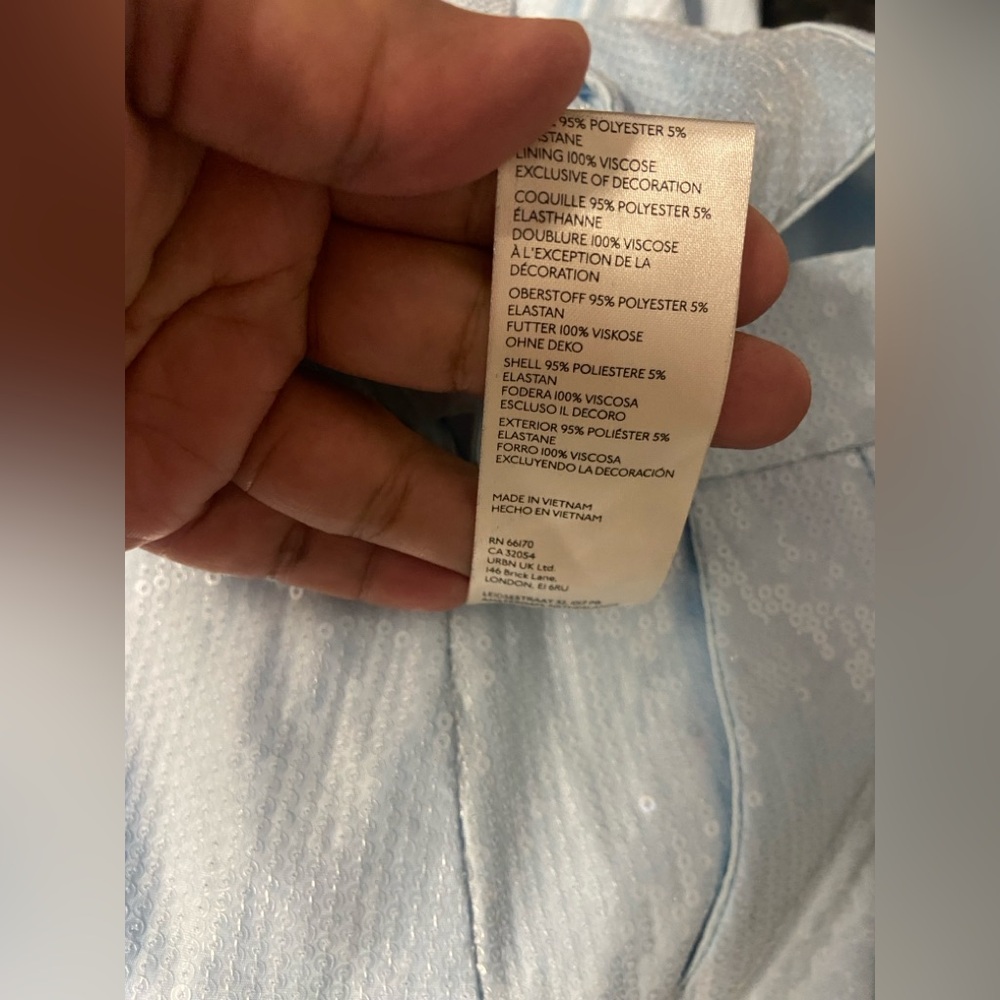 95% POLYESTER 5%
LINING 100% VISCOSE
EXCLUSIVE OF DECORATION
COQUILLE 95% POLYESTER 5%
ÉLASTHANNE
DOUBLURE 100% VISCOSE
À L'EXCEPTION DE LA
DÉCORATION
OBERSTOFF 95% POLYESTER 5%
ELASTAN
FUTTER 100% VISKOSE
OHNE DEKO
SHELL 95% POLIESTERE 5%
ELASTAN
FODERA 100% VISCOSA
ESCLUSO IL DECORO
EXTERIOR 95% POLIÉSTER 5%
ELASTANE
FORRO 100% VISCOSA
EXCLUYENDO LA DECORACIÓN
MADE IN VIETNAM
HECHO EN VIETNAM
RN 66170
CA 32054
URBN UK Ltd.
146 Brick Lane,
LONDON, E1 6RU
LEIDSESTRAAT 32,